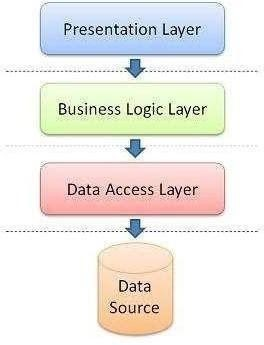 Presentation Layer
Business Logic Layer
Data Access Layer
Data
Source